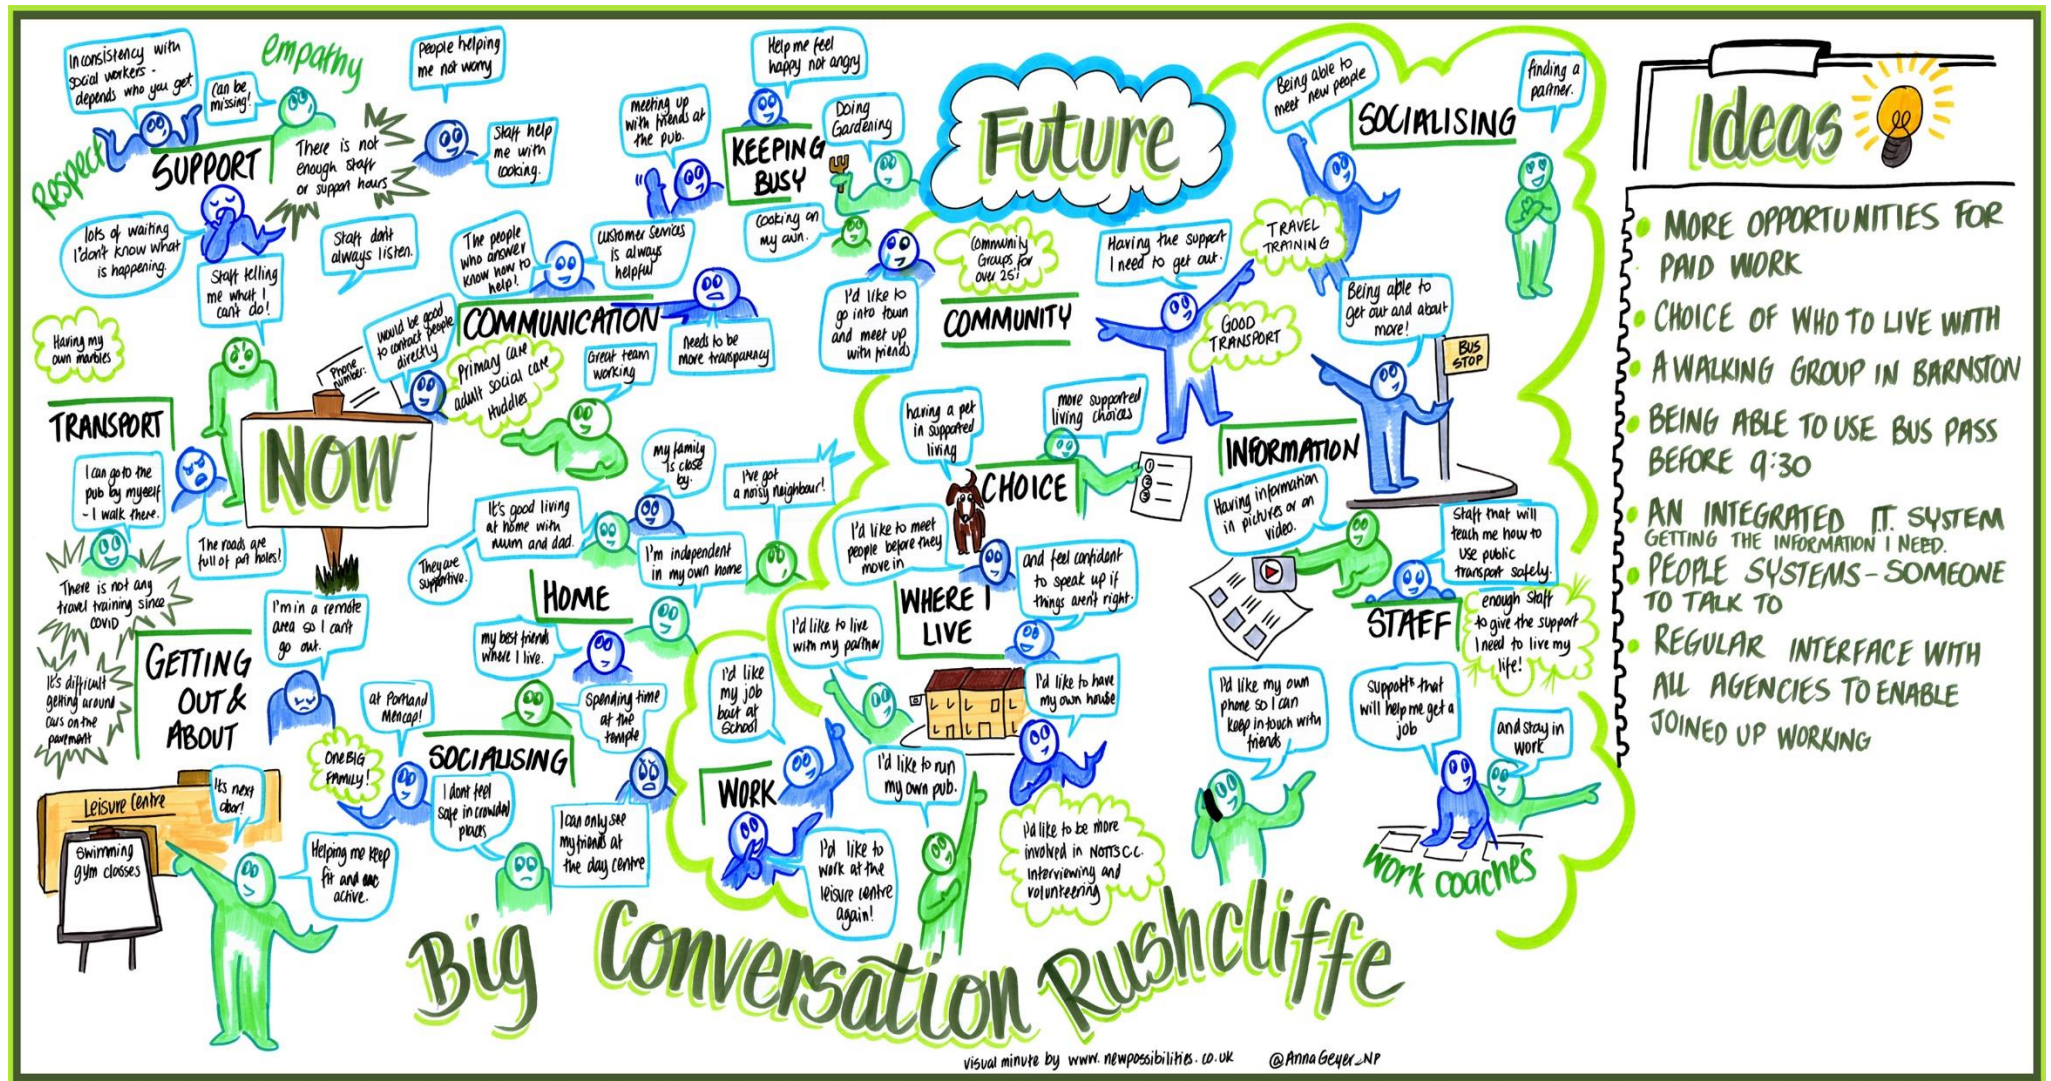 Inconsistency with
social workers -
depends who you get.
can be
missing!
empathy
Respect
SUPPORT
There is not
enough staff
or support hours
People helping
me not worry
Staff help
me with
cooking.
lots of waiting
I don't know what
is happening.
Staff telling
me what I
can't do!
Staff don't
always listen.
Having my
own marbles
The people
who answer
know how to
help!.
customer services
is always
helpful
COMMUNICATION
needs to be
more transparency
Phone
number:
would be good
to contact people
directly
Primary care
adult social care
Huddles
Great team
working
meeting up
with friends at
the pub.
Help me feel
happy not angry
KEEPING
BUSY
Doing
Gardening
cooking on
my own.
TRANSPORT
NOW
I can go to the
pub by myself
- I walk there.
The roads are
full of pot holes!
There is not any
travel training since
COVID
It's difficult
getting around
cars on the
pavement
GETTING
OUT &
ABOUT
I'm in a remote
area so I can't
go out.
Leisure Centre
Swimming
gym classes
It's next
door!
Helping me keep
fit and
active.
They are
supportive.
It's good living
at home with
mum and dad.
my family
is close
by.
I've got
a noisy neighbour!
I'm independent
in my own home
HOME
my best friends
where I live.
at Portland
Mencap!
One BIG
FAMILY!
SOCIALISING
Spending time
at the
temple
I dont feel
safe in crowded
places
I can only see
my friends at
the day centre
Future
I'd like to
go into town
and meet up
with friends
Community
Groups for
over 25!
COMMUNITY
Having the support
I need to get out.
TRAVEL
TRAINING
GOOD
TRANSPORT
Being able to
meet new people
SOCIALISING
finding a
partner.
Being able to
get out and about
more!
BUS
STOP
having a pet
in supported
living
more supported
living choices
CHOICE
1
2
3
INFORMATION
Having information
in pictures or on
video.
I'd like to meet
people before they
move in
and feel confidant
to speak up if
things aren't right.
WHERE I
LIVE
I'd like to live
with my partner
I'd like to have
my own house
Staff that will
teach me how to
use public
transport safely.
STAFF
enough staff
to give the support
I need to live my
life!
I'd like
my job
back at
School
WORK
I'd like to run
my own pub.
I'd like to
work at the
leisure centre
again!
I'd like to be more
involved in NOTTS C.C.
Interviewing and
volunteering
I'd like my own
phone so I can
keep in touch with
friends
Support that
will help me get a
job
and stay in
work
work coaches
Big Conversation Rushcliffe
visual minute by www.newpossibilities.co.uk @AnnaGeyer_NP
Ideas
• MORE OPPORTUNITIES FOR
PAID WORK
• CHOICE OF WHO TO LIVE WITH
• A WALKING GROUP IN BARNSTON
• BEING ABLE TO USE BUS PASS
BEFORE 9:30
• AN INTEGRATED I.T. SYSTEM
GETTING THE INFORMATION I NEED.
• PEOPLE SYSTEMS - SOMEONE
TO TALK TO
• REGULAR INTERFACE WITH
ALL AGENCIES TO ENABLE
JOINED UP WORKING